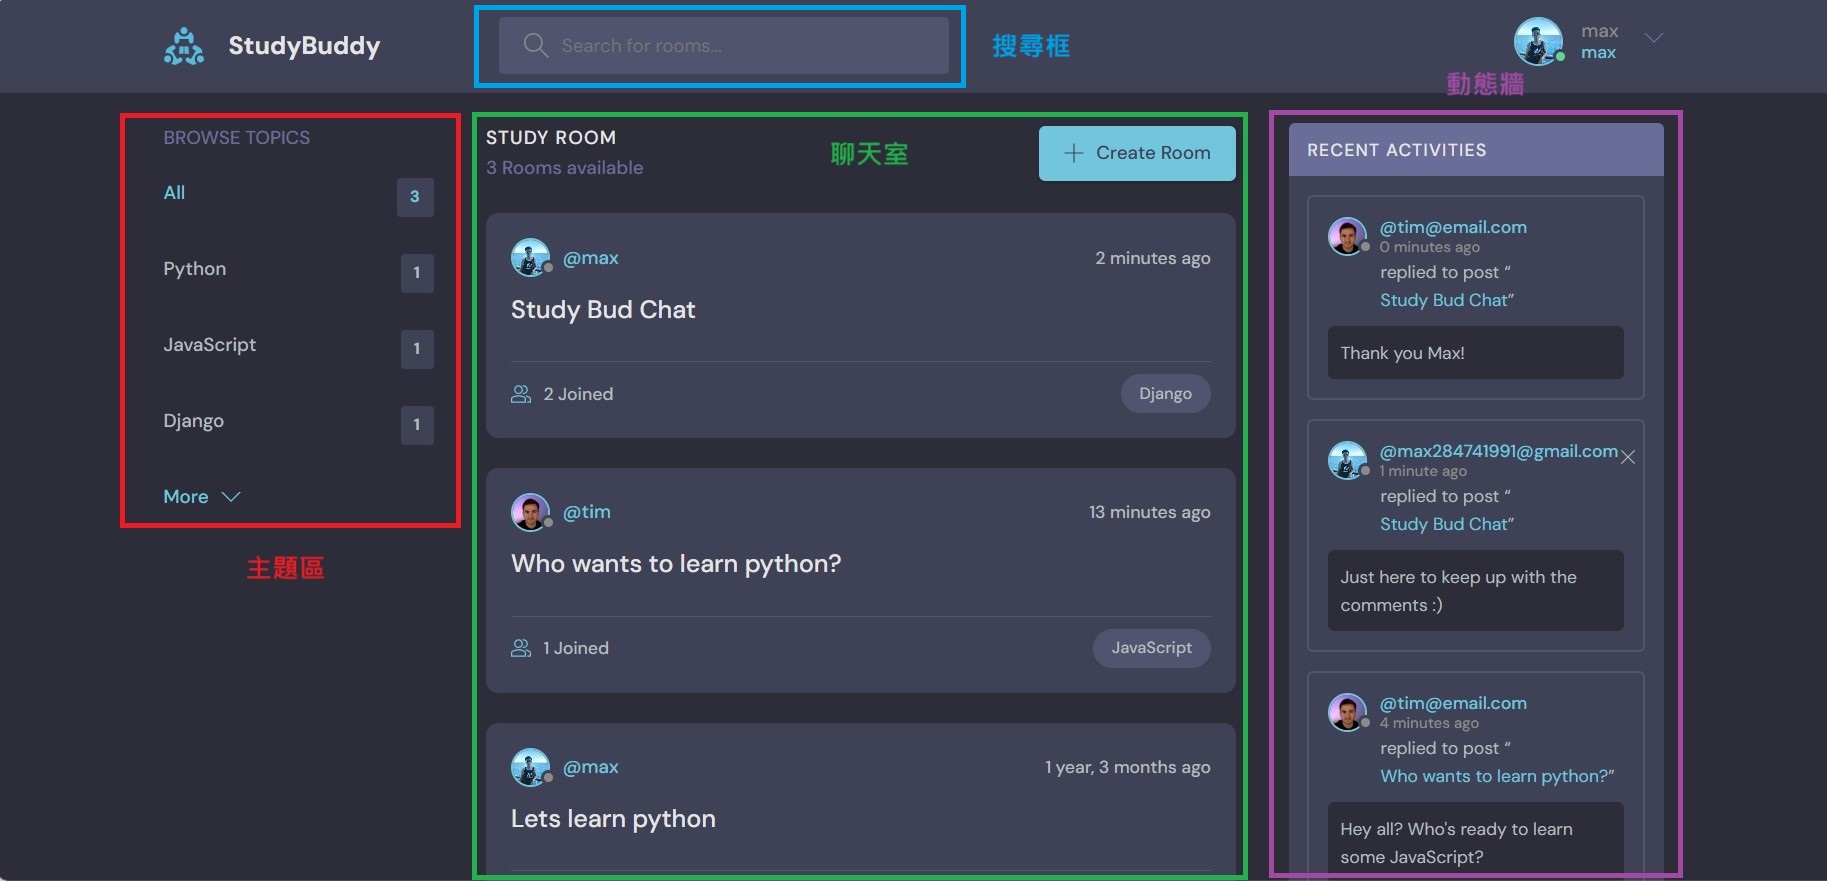 StudyBuddy
Search for rooms...
搜尋框
max
max
動態牆
BROWSE TOPICS
All
3
Python
1
JavaScript
1
Django
1
More
主題區
STUDY ROOM
3 Rooms available
聊天室
Create Room
@max
2 minutes ago
Study Bud Chat
2 Joined
Django
@tim
13 minutes ago
Who wants to learn python?
1 Joined
JavaScript
@max
1 year, 3 months ago
Lets learn python
RECENT ACTIVITIES
@tim@email.com
0 minutes ago
replied to post “
Study Bud Chat”
Thank you Max!
@max284741991@gmail.com
1 minute ago
replied to post “
Study Bud Chat”
Just here to keep up with the
comments :)
@tim@email.com
4 minutes ago
replied to post “
Who wants to learn python?”
Hey all? Who's ready to learn
some JavaScript?